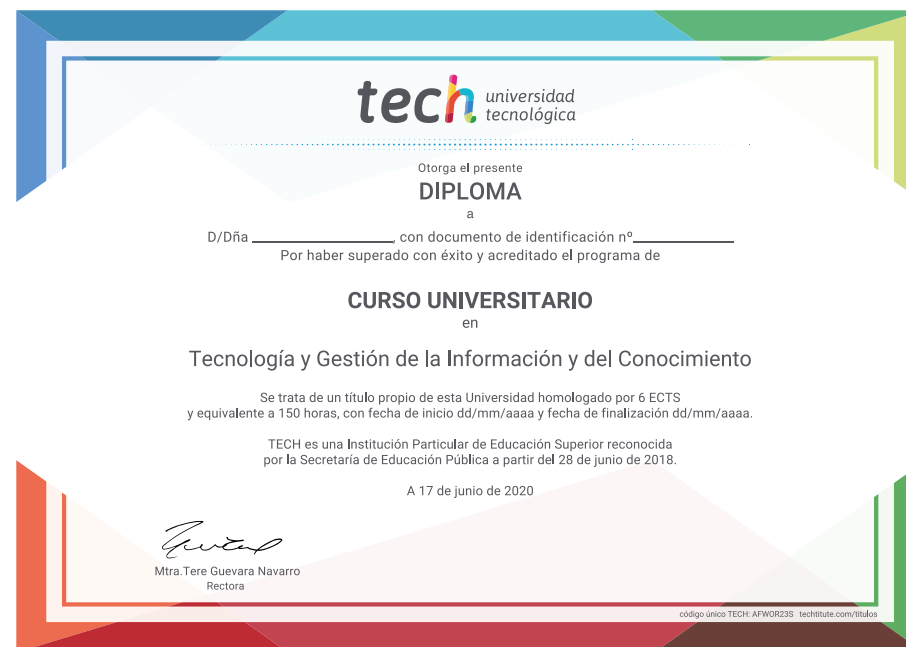 tech universidad
tecnológica
Otorga el presente
DIPLOMA
a
D/Dña ____________________, con documento de identificación nº______________
Por haber superado con éxito y acreditado el programa de
CURSO UNIVERSITARIO
en
Tecnología y Gestión de la Información y del Conocimiento
Se trata de un título propio de esta Universidad homologado por 6 ECTS
y equivalente a 150 horas, con fecha de inicio dd/mm/aaaa y fecha de finalización dd/mm/aaaa.
TECH es una Institución Particular de Educación Superior reconocida
por la Secretaría de Educación Pública a partir del 28 de junio de 2018.
A 17 de junio de 2020
Mtra.Tere Guevara Navarro
Rectora
código único TECH: AFWOR23S techtitute.com/titulos